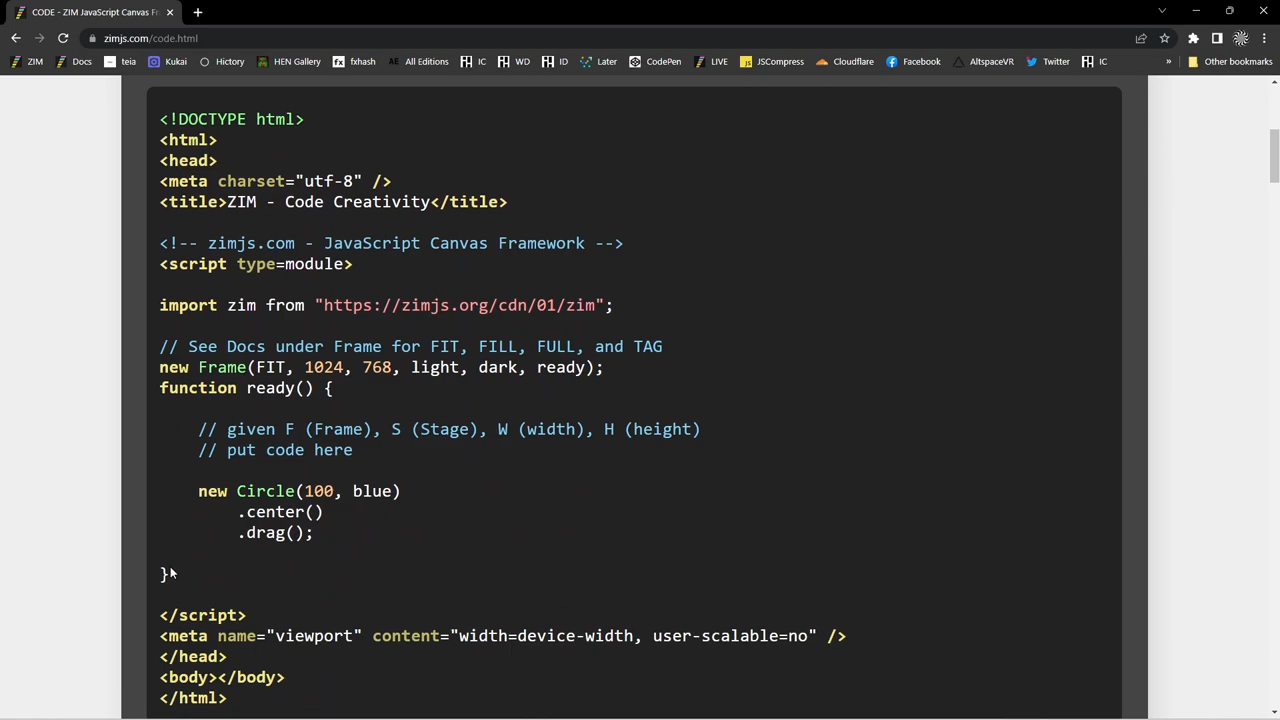 CODE - ZIM JavaScript Canvas Fr
zimjs.com/code.html
ZIM Docs teia Kukai Hictory HEN Gallery fxhash AE All Editions IC WD ID Later CodePen LIVE JSCompress Cloudflare Facebook AltspaceVR Twitter IC » Other bookmarks
<!DOCTYPE html>
<html>
<head>
<meta charset="utf-8" />
<title>ZIM - Code Creativity</title>
<!-- zimjs.com - JavaScript Canvas Framework -->
<script type=module>
import zim from "https://zimjs.org/cdn/01/zim";
// See Docs under Frame for FIT, FILL, FULL, and TAG
new Frame(FIT, 1024, 768, light, dark, ready);
function ready() {
// given F (Frame), S (Stage), W (width), H (height)
// put code here
new Circle(100, blue)
.center()
.drag();
}
</script>
<meta name="viewport" content="width=device-width, user-scalable=no" />
</head>
<body></body>
</html>